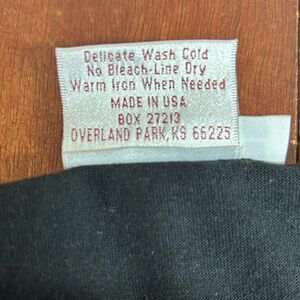 Delicate Wash Cold
No Bleach-Line Dry
Warm Iron When Needed
MADE IN USA
BOX 27213
OVERLAND PARK, KS 66225